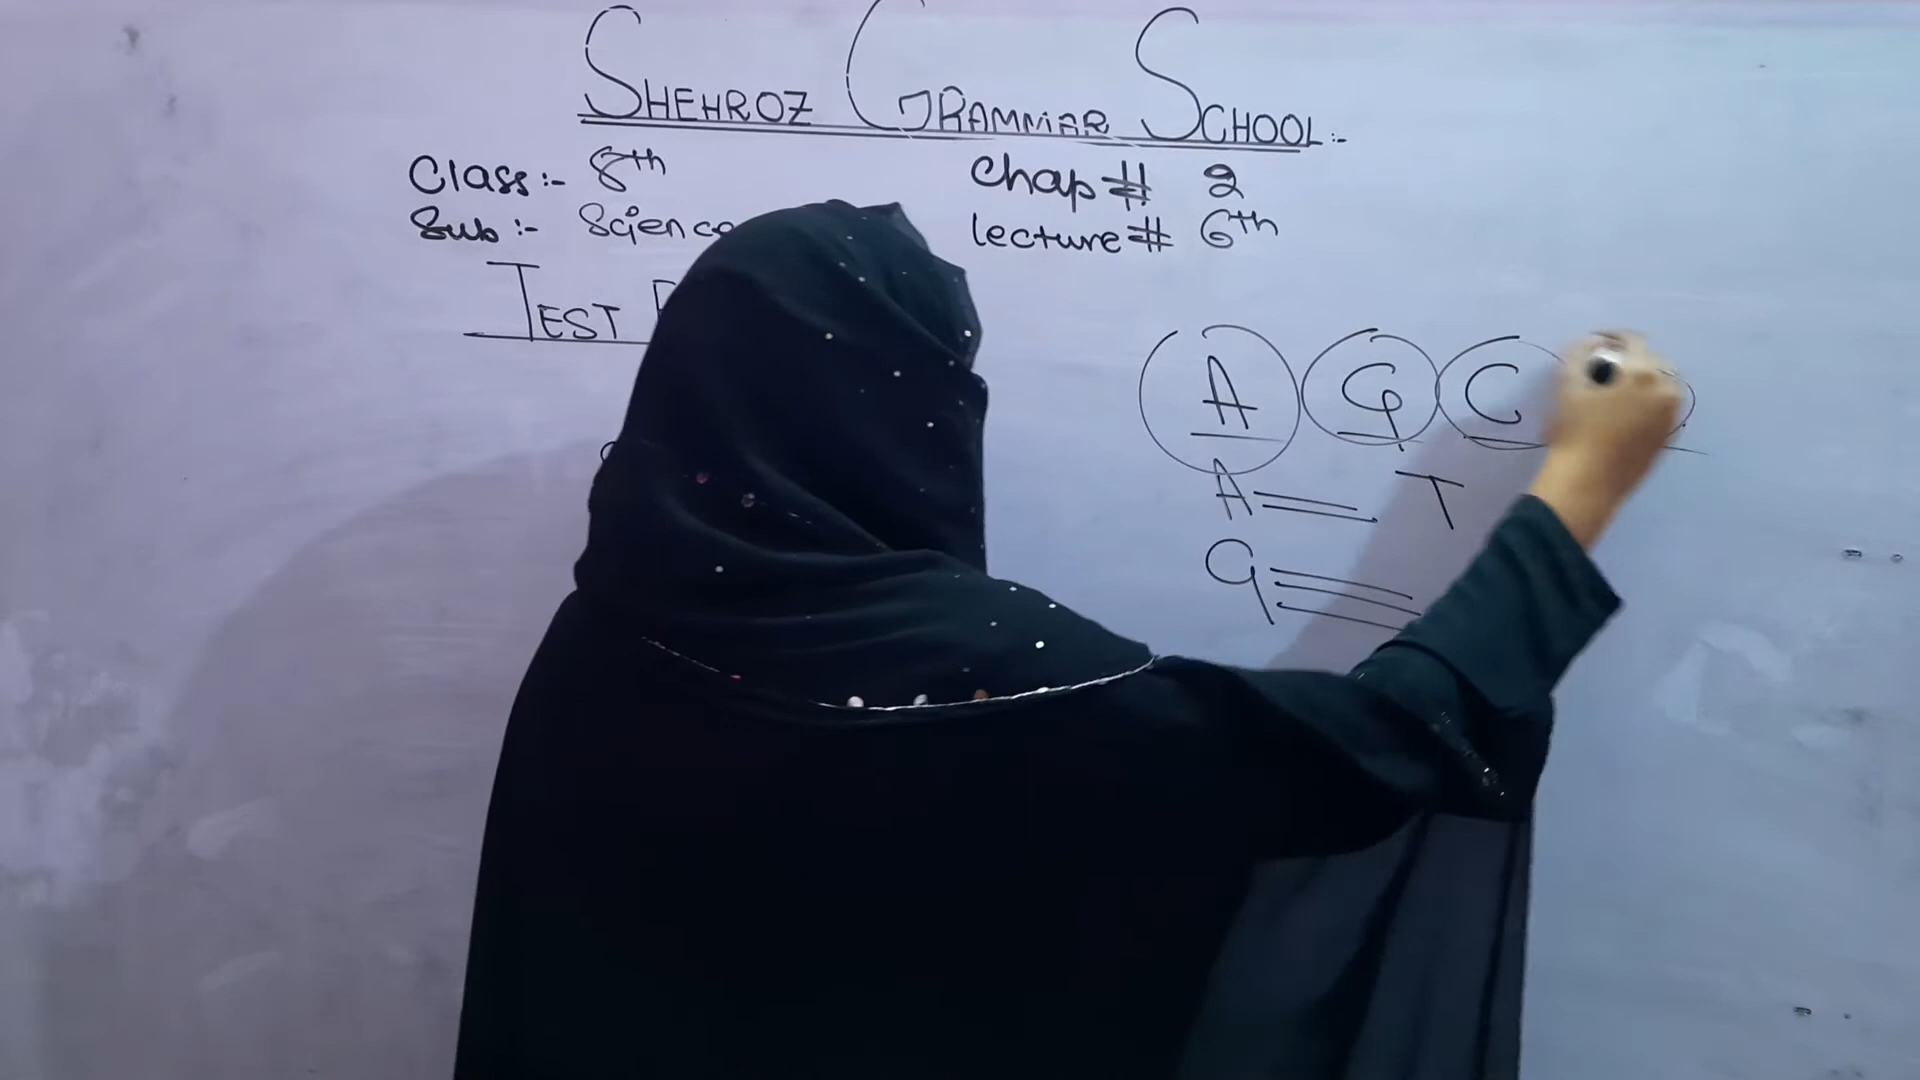 SHEHROZ GRAMMAR SCHOOL:-
Class:- 8th Chap # 2
Sub:- Science lecture # 6th
TEST
A G C
A = T
G ≡